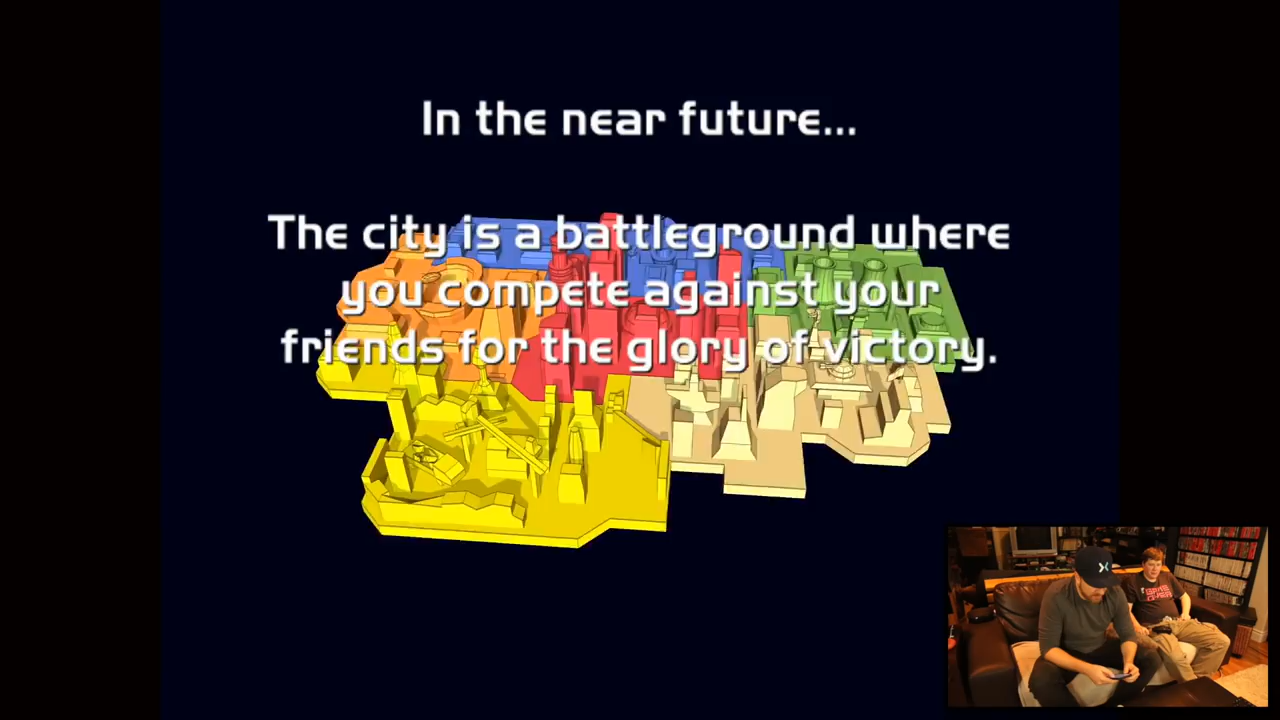 In the near future...
The city is a battleground where
you compete against your
friends for the glory of victory.